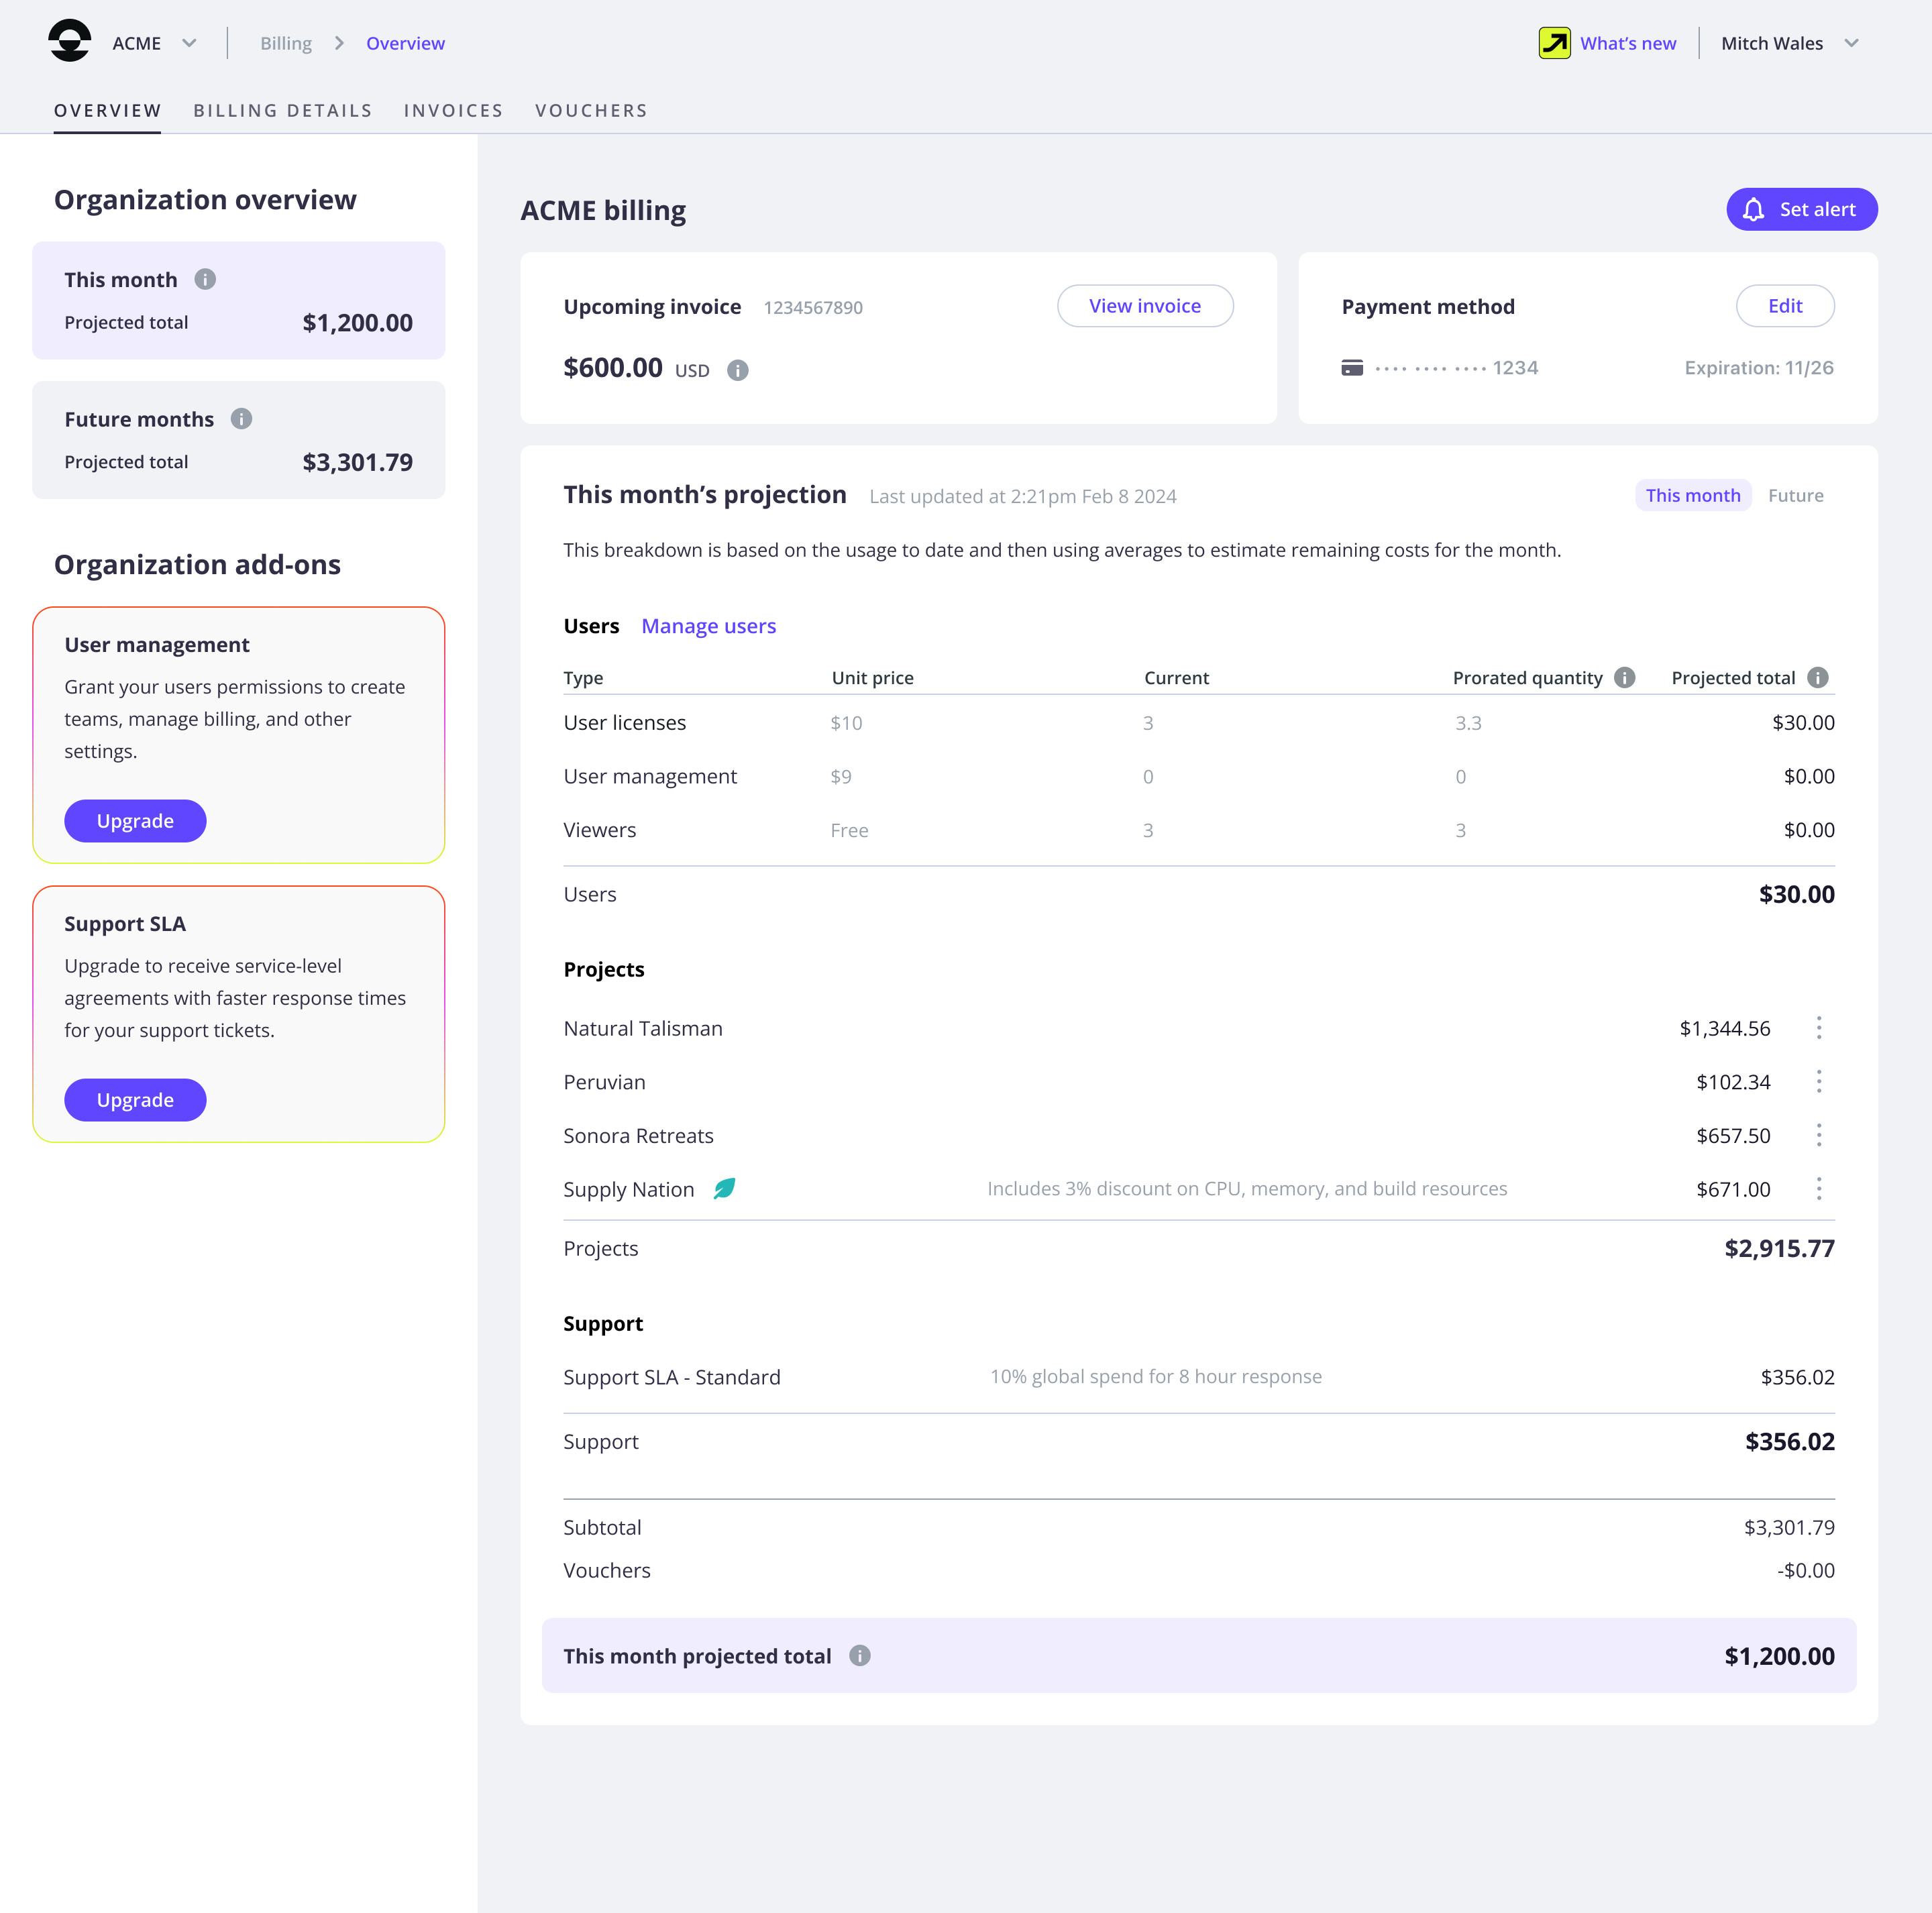 ACME
Billing
Overview
What's new
Mitch Wales
OVERVIEW
BILLING DETAILS
INVOICES
VOUCHERS
Organization overview
This month
Projected total
$1,200.00
Future months
Projected total
$3,301.79
Organization add-ons
User management
Grant your users permissions to create
teams, manage billing, and other
settings.
Upgrade
Support SLA
Upgrade to receive service-level
agreements with faster response times
for your support tickets.
Upgrade
ACME billing
Set alert
Upcoming invoice 1234567890
View invoice
$600.00 USD
Payment method
Edit
···· ···· ···· 1234
Expiration: 11/26
This month’s projection Last updated at 2:21pm Feb 8 2024
This month Future
This breakdown is based on the usage to date and then using averages to estimate remaining costs for the month.
Users Manage users
Type Unit price Current Prorated quantity Projected total
User licenses $10 3 3.3 $30.00
User management $9 0 0 $0.00
Viewers Free 3 3 $0.00
Users $30.00
Projects
Natural Talisman $1,344.56
Peruvian $102.34
Sonora Retreats $657.50
Supply Nation Includes 3% discount on CPU, memory, and build resources $671.00
Projects $2,915.77
Support
Support SLA - Standard 10% global spend for 8 hour response $356.02
Support $356.02
Subtotal $3,301.79
Vouchers -$0.00
This month projected total $1,200.00